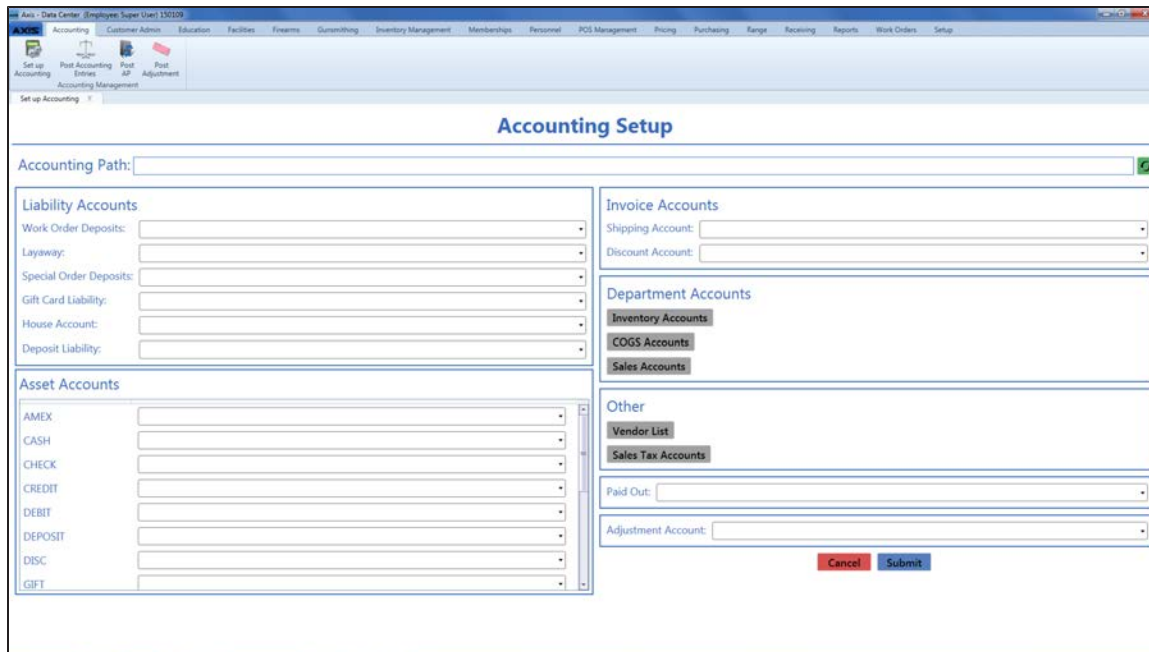 Axis - Data Center (Employee: Super User) 150109
AXIS Accounting Customer Admin Education Facilities Firearms Gunsmithing Inventory Management Memberships Personnel POS Management Pricing Purchasing Range Receiving Reports Work Orders Setup
Set up Accounting
Post Accounting Entries
Post AP
Post Adjustment
Accounting Management
Set up Accounting X
Accounting Setup
Accounting Path:
Liability Accounts
Work Order Deposits:
Layaway:
Special Order Deposits:
Gift Card Liability:
House Account:
Deposit Liability:
Asset Accounts
AMEX
CASH
CHECK
CREDIT
DEBIT
DEPOSIT
DISC
GIFT
Invoice Accounts
Shipping Account:
Discount Account:
Department Accounts
Inventory Accounts
COGS Accounts
Sales Accounts
Other
Vendor List
Sales Tax Accounts
Paid Out:
Adjustment Account:
Cancel Submit